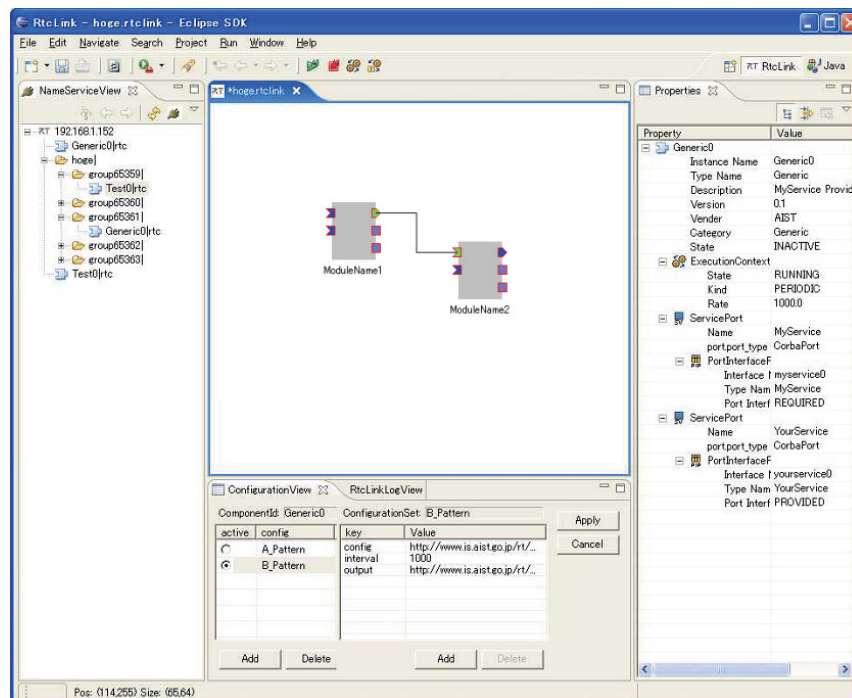 RtcLink - hoge.rtclink - Eclipse SDK
File Edit Navigate Search Project Run Window Help
RT RtcLink Java
NameServiceView
RT 192.168.1.152
Generic0|rtc
hoge|
group65359|
Test0|rtc
group65360|
group65361|
Generic0|rtc
group65362|
group65363|
Test0|rtc
RT *hoge.rtclink
ModuleName1
ModuleName2
ConfigurationView RtcLinkLogView
ComponentId: Generic0 ConfigurationSet: B_Pattern
active config
A_Pattern
B_Pattern
key Value
config http://www.is.aist.go.jp/rt/...
interval 1000
output http://www.is.aist.go.jp/rt/...
Apply
Cancel
Add Delete Add Delete
Properties
Property Value
Generic0
Instance Name Generic0
Type Name Generic
Description MyService Provid
Version 0.1
Vender AIST
Category Generic
State INACTIVE
ExecutionContext
State RUNNING
Kind PERIODIC
Rate 1000.0
ServicePort
Name MyService
port.port_type CorbaPort
PortInterfaceF
Interface myservice0
Type Nam MyService
Port Interf REQUIRED
ServicePort
Name YourService
port.port_type CorbaPort
PortInterfaceF
Interface yourservice0
Type Nam YourService
Port Interf PROVIDED
Pos: (114,255) Size: (65,64)